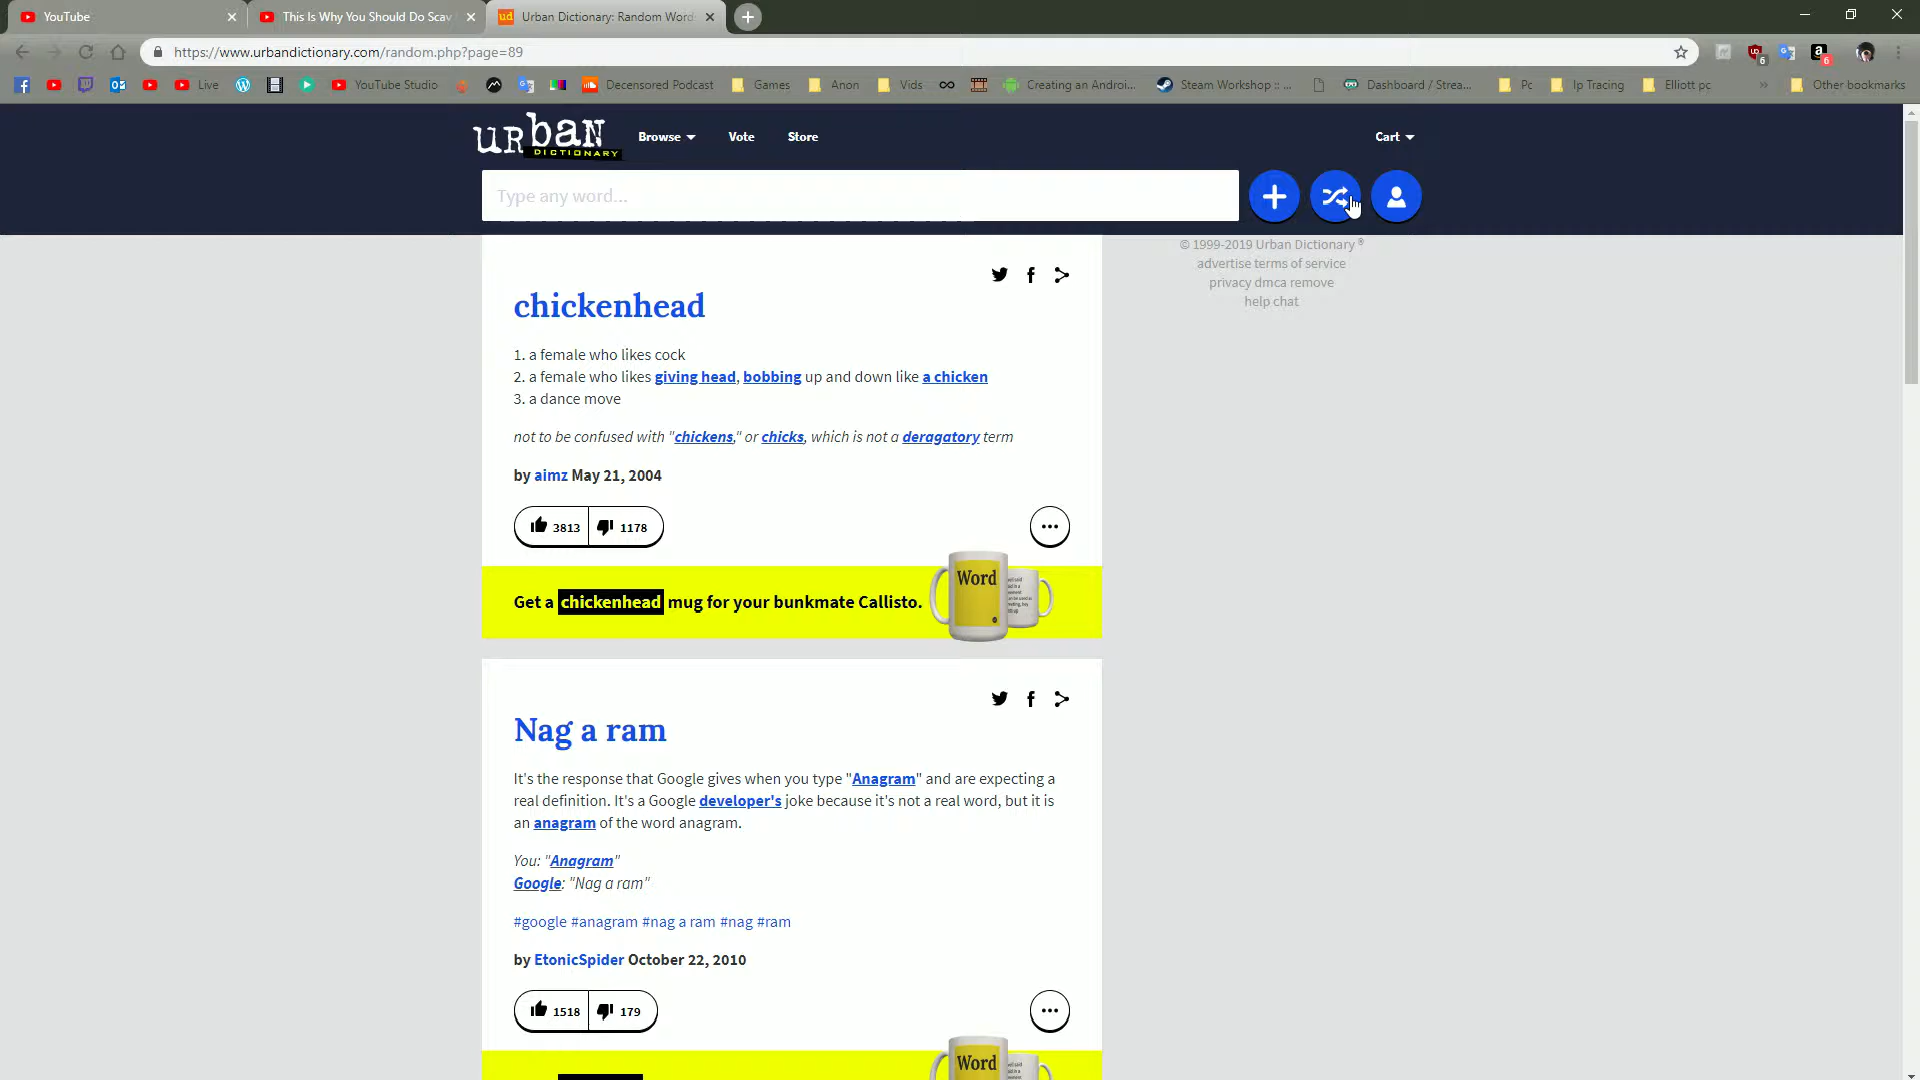 YouTube
This Is Why You Should Do Scav
ud Urban Dictionary: Random Word
https://www.urbandictionary.com/random.php?page=89
6 6
Live YouTube Studio Decensored Podcast Games Anon Vids Creating an Androi... Steam Workshop :: ... Dashboard / Strea... Pc Ip Tracing Elliott pc » Other bookmarks
URBAN DICTIONARY
Browse Vote Store Cart
Type any word...
© 1999-2019 Urban Dictionary ®
advertise terms of service
privacy dmca remove
help chat
chickenhead
1. a female who likes cock
2. a female who likes giving head, bobbing up and down like a chicken
3. a dance move
not to be confused with "chickens," or chicks, which is not a deragatory term
by aimz May 21, 2004
3813 1178
Get a chickenhead mug for your bunkmate Callisto.
Word
Nag a ram
It's the response that Google gives when you type "Anagram" and are expecting a
real definition. It's a Google developer's joke because it's not a real word, but it is
an anagram of the word anagram.
You: "Anagram"
Google: "Nag a ram"
#google #anagram #nag a ram #nag #ram
by EtonicSpider October 22, 2010
1518 179
Word